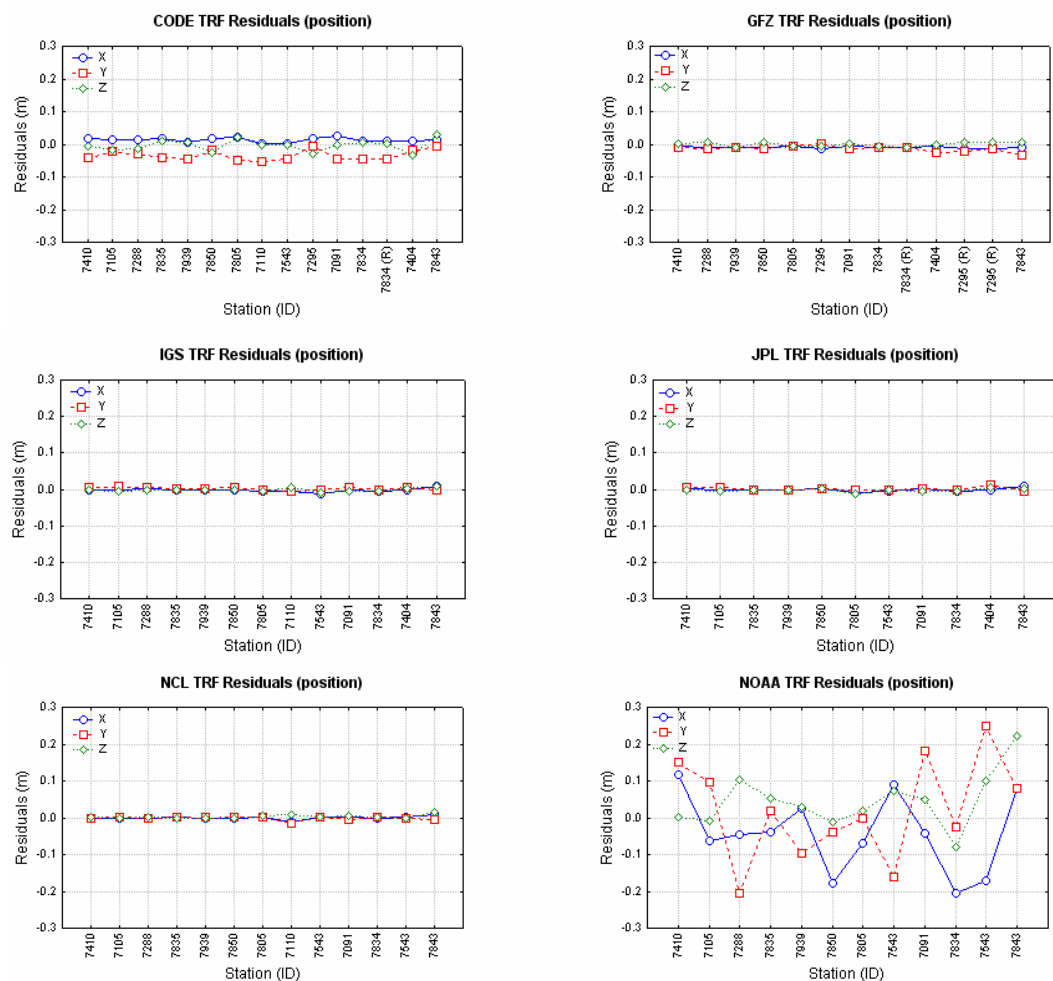 CODE TRF Residuals (position)
Residuals (m)
0.3
0.2
0.1
0.0
-0.1
-0.2
-0.3
X
Y
Z
7410
7105
7288
7835
7939
7850
7805
7110
7543
7295
7091
7834
7834 (R)
7404
7843
Station (ID)
GFZ TRF Residuals (position)
Residuals (m)
0.3
0.2
0.1
0.0
-0.1
-0.2
-0.3
X
Y
Z
7410
7288
7939
7850
7805
7295
7091
7834
7834 (R)
7404
7295 (R)
7295 (R)
7843
Station (ID)
IGS TRF Residuals (position)
Residuals (m)
0.3
0.2
0.1
0.0
-0.1
-0.2
-0.3
X
Y
Z
7410
7105
7288
7835
7939
7850
7805
7110
7543
7091
7834
7404
7843
Station (ID)
JPL TRF Residuals (position)
Residuals (m)
0.3
0.2
0.1
0.0
-0.1
-0.2
-0.3
X
Y
Z
7410
7105
7835
7939
7850
7805
7543
7091
7834
7404
7843
Station (ID)
NCL TRF Residuals (position)
Residuals (m)
0.3
0.2
0.1
0.0
-0.1
-0.2
-0.3
X
Y
Z
7410
7105
7288
7835
7939
7850
7805
7110
7543
7091
7834
7543
7843
Station (ID)
NOAA TRF Residuals (position)
Residuals (m)
0.3
0.2
0.1
0.0
-0.1
-0.2
-0.3
X
Y
Z
7410
7105
7288
7835
7939
7850
7805
7543
7091
7834
7543
7843
Station (ID)